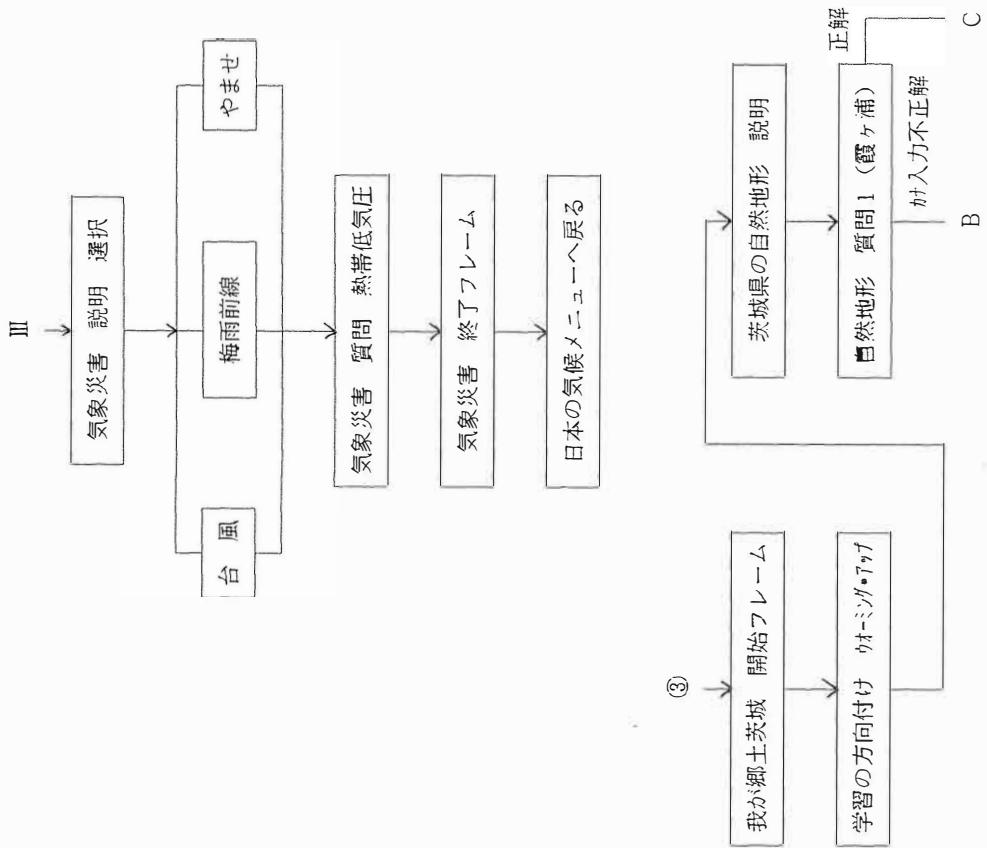 III
気象災害 説明 選択
台 風
梅雨前線
やませ
気象災害 質問 熱帯低気圧
気象災害 終了フレーム
日本の気候メニューへ戻る
③
我が郷土茨城 開始フレーム
学習の方向付け ウオーミング・アップ
茨城県の自然地形 説明
自然地形 質問1 (霞ヶ浦)
正解
カナ入力不正解
B
C